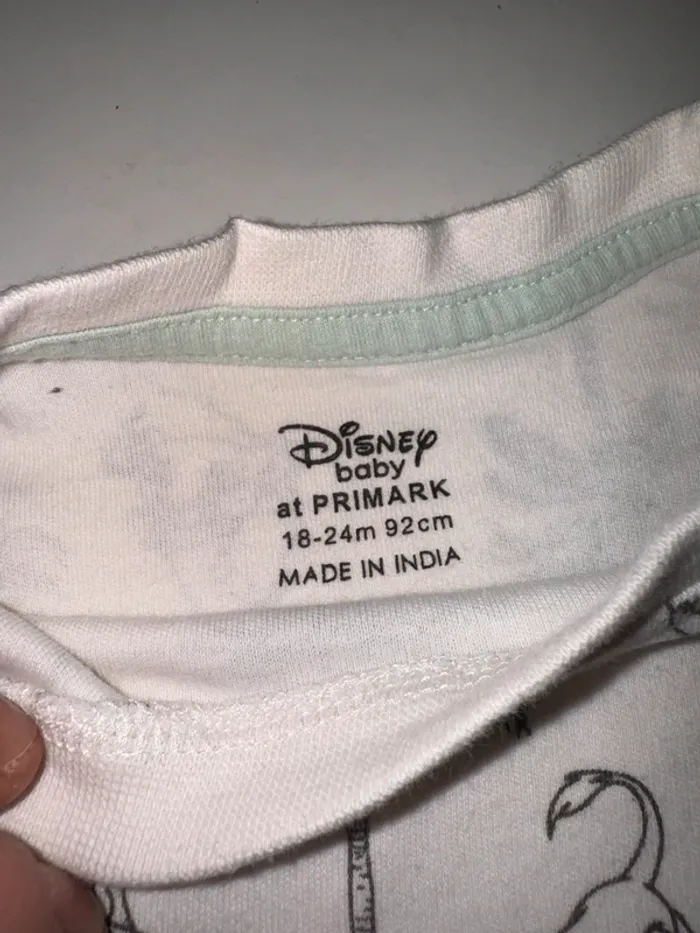 Disney
baby
at PRIMARK
18-24m 92cm
MADE IN INDIA